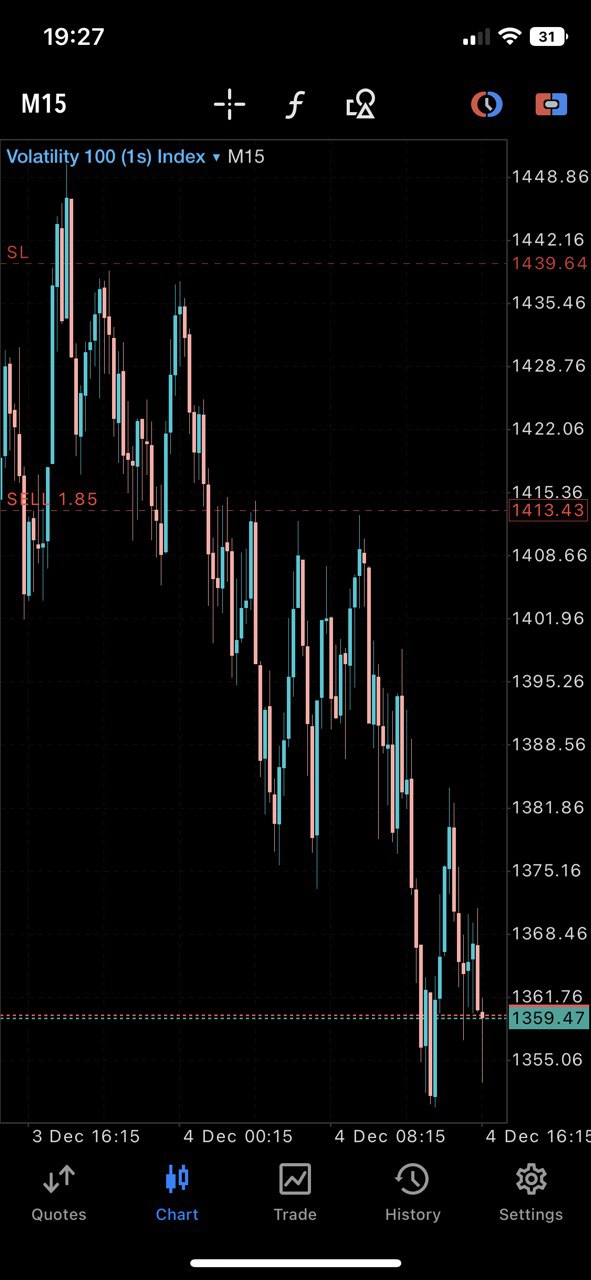 19:27
31
M15
f
Volatility 100 (1s) Index ▾ M15
1448.86
1442.16
SL
1439.64
1435.46
1428.76
1422.06
1415.36
SELL 1.85
1413.43
1408.66
1401.96
1395.26
1388.56
1381.86
1375.16
1368.46
1361.76
1359.47
1355.06
3 Dec 16:15 4 Dec 00:15 4 Dec 08:15 4 Dec 16:15
Quotes Chart Trade History Settings